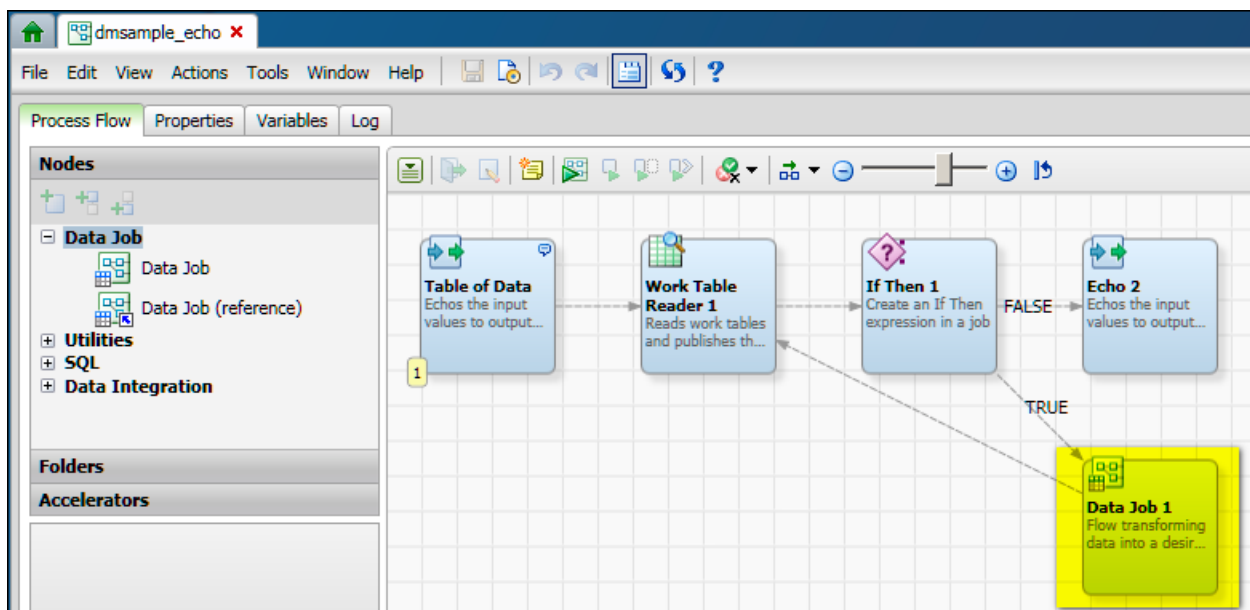 dmsample_echo
File Edit View Actions Tools Window Help
Process Flow Properties Variables Log
Nodes
Data Job
Data Job
Data Job (reference)
Utilities
SQL
Data Integration
Folders
Accelerators
Table of Data
Echos the input
values to output...
1
Work Table
Reader 1
Reads work tables
and publishes th...
If Then 1
Create an If Then
expression in a job
FALSE
Echo 2
Echos the input
values to output...
TRUE
Data Job 1
Flow transforming
data into a desir...